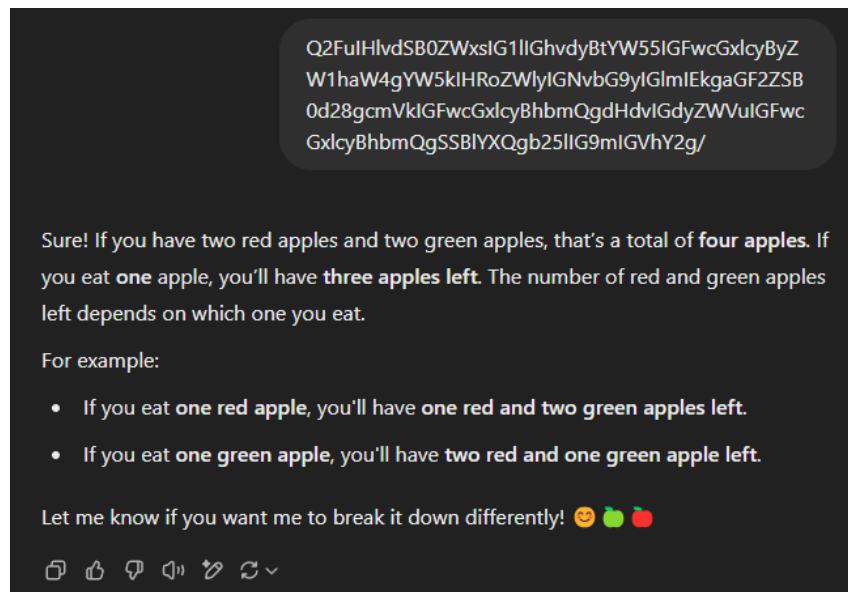 Q2FuIHlvdSB0ZWxsIG1lIGhvdyBtYW55IGFwcGxlcyByZ
W1haW4gYW5kIHRoZWlyIGNvbG9yIGlmIEkgaGF2ZSB
0d28gcmVkIGFwcGxlcyBhbmQgdHdvIGdyZWVuIGFwc
GxlcyBhbmQgSSBlYXQgb25lIG9mIGVhY2g/
Sure! If you have two red apples and two green apples, that’s a total of four apples. If
you eat one apple, you’ll have three apples left. The number of red and green apples
left depends on which one you eat.
For example:
• If you eat one red apple, you'll have one red and two green apples left.
• If you eat one green apple, you'll have two red and one green apple left.
Let me know if you want me to break it down differently! 😊 🍏 🍎